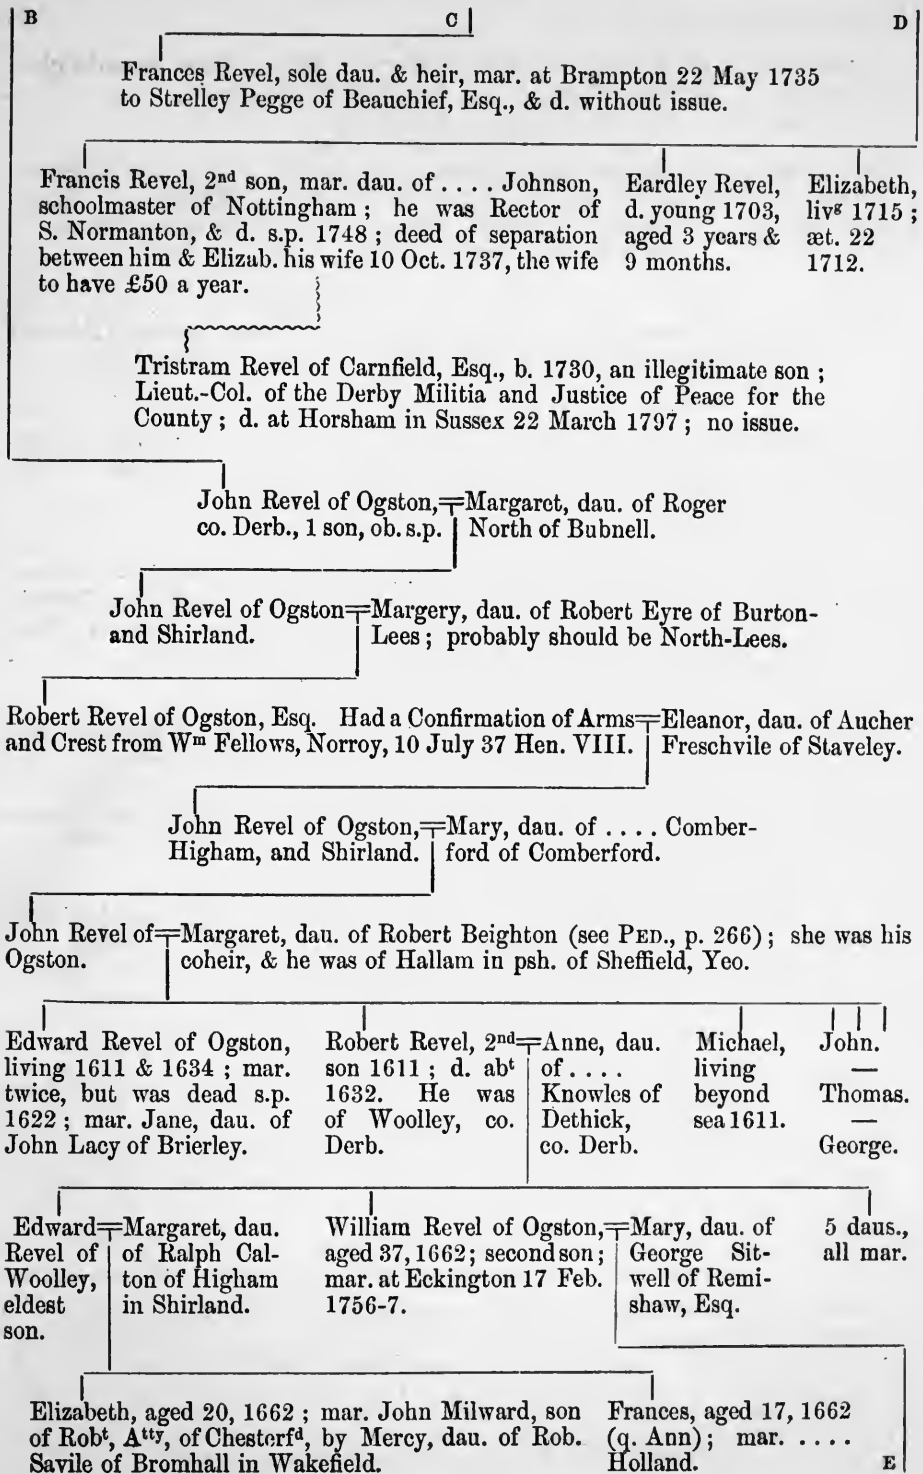 B C D
Frances Revel, sole dau. & heir, mar. at Brampton 22 May 1735
to Strelley Pegge of Beauchief, Esq., & d. without issue.
Francis Revel, 2nd son, mar. dau. of .... Johnson,
schoolmaster of Nottingham; he was Rector of
S. Normanton, & d. s.p. 1748; deed of separation
between him & Elizab. his wife 10 Oct. 1737, the wife
to have £50 a year.
Eardley Revel,
d. young 1703,
aged 3 years &
9 months.
Elizabeth,
livg 1715;
æt. 22
1712.
Tristram Revel of Carnfield, Esq., b. 1730, an illegitimate son;
Lieut.-Col. of the Derby Militia and Justice of Peace for the
County; d. at Horsham in Sussex 22 March 1797; no issue.
John Revel of Ogston,
co. Derb., 1 son, ob. s.p.
Margaret, dau. of Roger
North of Bubnell.
John Revel of Ogston
and Shirland.
Margery, dau. of Robert Eyre of Burton-
Lees; probably should be North-Lees.
Robert Revel of Ogston, Esq. Had a Confirmation of Arms
and Crest from Wm Fellows, Norroy, 10 July 37 Hen. VIII.
Eleanor, dau. of Aucher
Freschvile of Staveley.
John Revel of Ogston,
Higham, and Shirland.
Mary, dau. of .... Comber-
ford of Comberford.
John Revel of
Ogston.
Margaret, dau. of Robert Beighton (see PED., p. 266); she was his
coheir, & he was of Hallam in psh. of Sheffield, Yeo.
Edward Revel of Ogston,
living 1611 & 1634; mar.
twice, but was dead s.p.
1622; mar. Jane, dau. of
John Lacy of Brierley.
Robert Revel, 2nd
son 1611; d. abt
1632. He was
of Woolley, co.
Derb.
Anne, dau.
of ....
Knowles of
Dethick,
co. Derb.
Michael,
living
beyond
sea 1611.
John.
—
Thomas.
—
George.
Edward
Revel of
Woolley,
eldest
son.
Margaret, dau.
of Ralph Cal-
ton of Higham
in Shirland.
William Revel of Ogston,
aged 37, 1662; second son;
mar. at Eckington 17 Feb.
1756-7.
Mary, dau. of
George Sit-
well of Remi-
shaw, Esq.
5 daus.,
all mar.
Elizabeth, aged 20, 1662; mar. John Milward, son
of Robt, Atty, of Chesterfd, by Mercy, dau. of Rob.
Savile of Bromhall in Wakefield.
Frances, aged 17, 1662
(q. Ann); mar. ....
Holland.
E